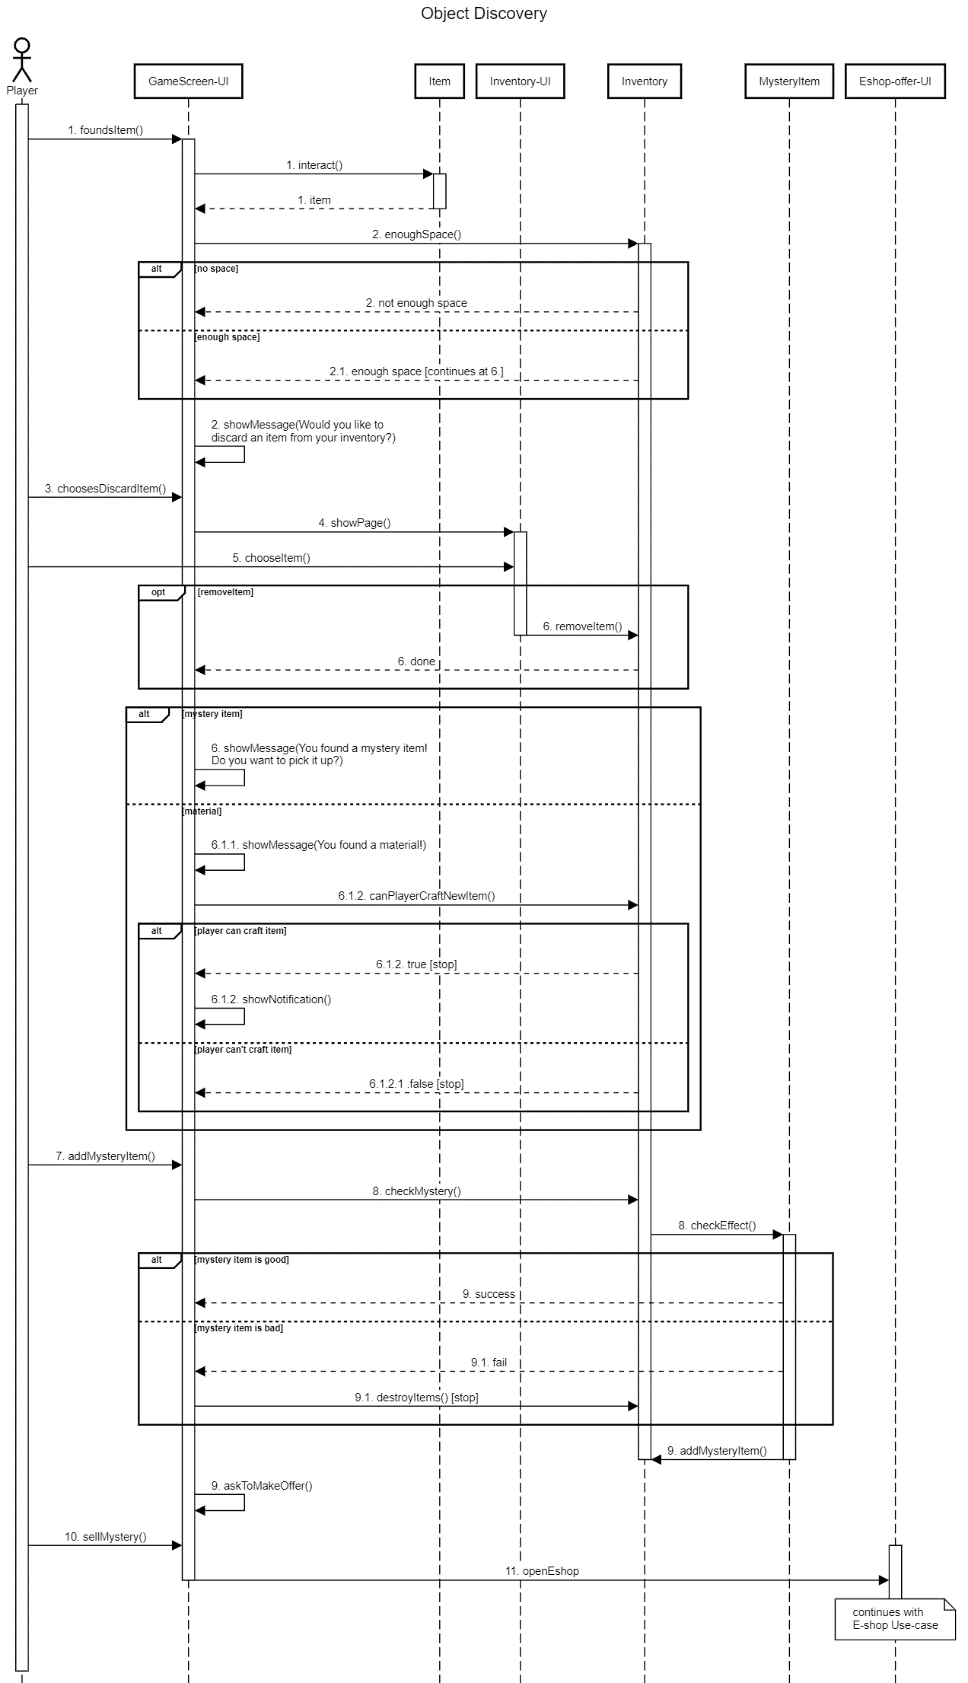 Object Discovery
Player
GameScreen-UI
Item
Inventory-UI
Inventory
MysteryItem
Eshop-offer-UI
1. foundsItem()
1. interact()
1. item
2. enoughSpace()
alt
[no space]
2. not enough space
[enough space]
2.1. enough space [continues at 6.]
2. showMessage(Would you like to
discard an item from your inventory?)
3. choosesDiscardItem()
4. showPage()
5. chooseItem()
opt
[removeItem]
6. removeItem()
6. done
alt
[mystery item]
6. showMessage(You found a mystery item!
Do you want to pick it up?)
[material]
6.1.1. showMessage(You found a material!)
6.1.2. canPlayerCraftNewItem()
alt
[player can craft item]
6.1.2. true [stop]
6.1.2. showNotification()
[player can't craft item]
6.1.2.1 .false [stop]
7. addMysteryItem()
8. checkMystery()
8. checkEffect()
alt
[mystery item is good]
9. success
[mystery item is bad]
9.1. fail
9.1. destroyItems() [stop]
9. addMysteryItem()
9. askToMakeOffer()
10. sellMystery()
11. openEshop
continues with
E-shop Use-case